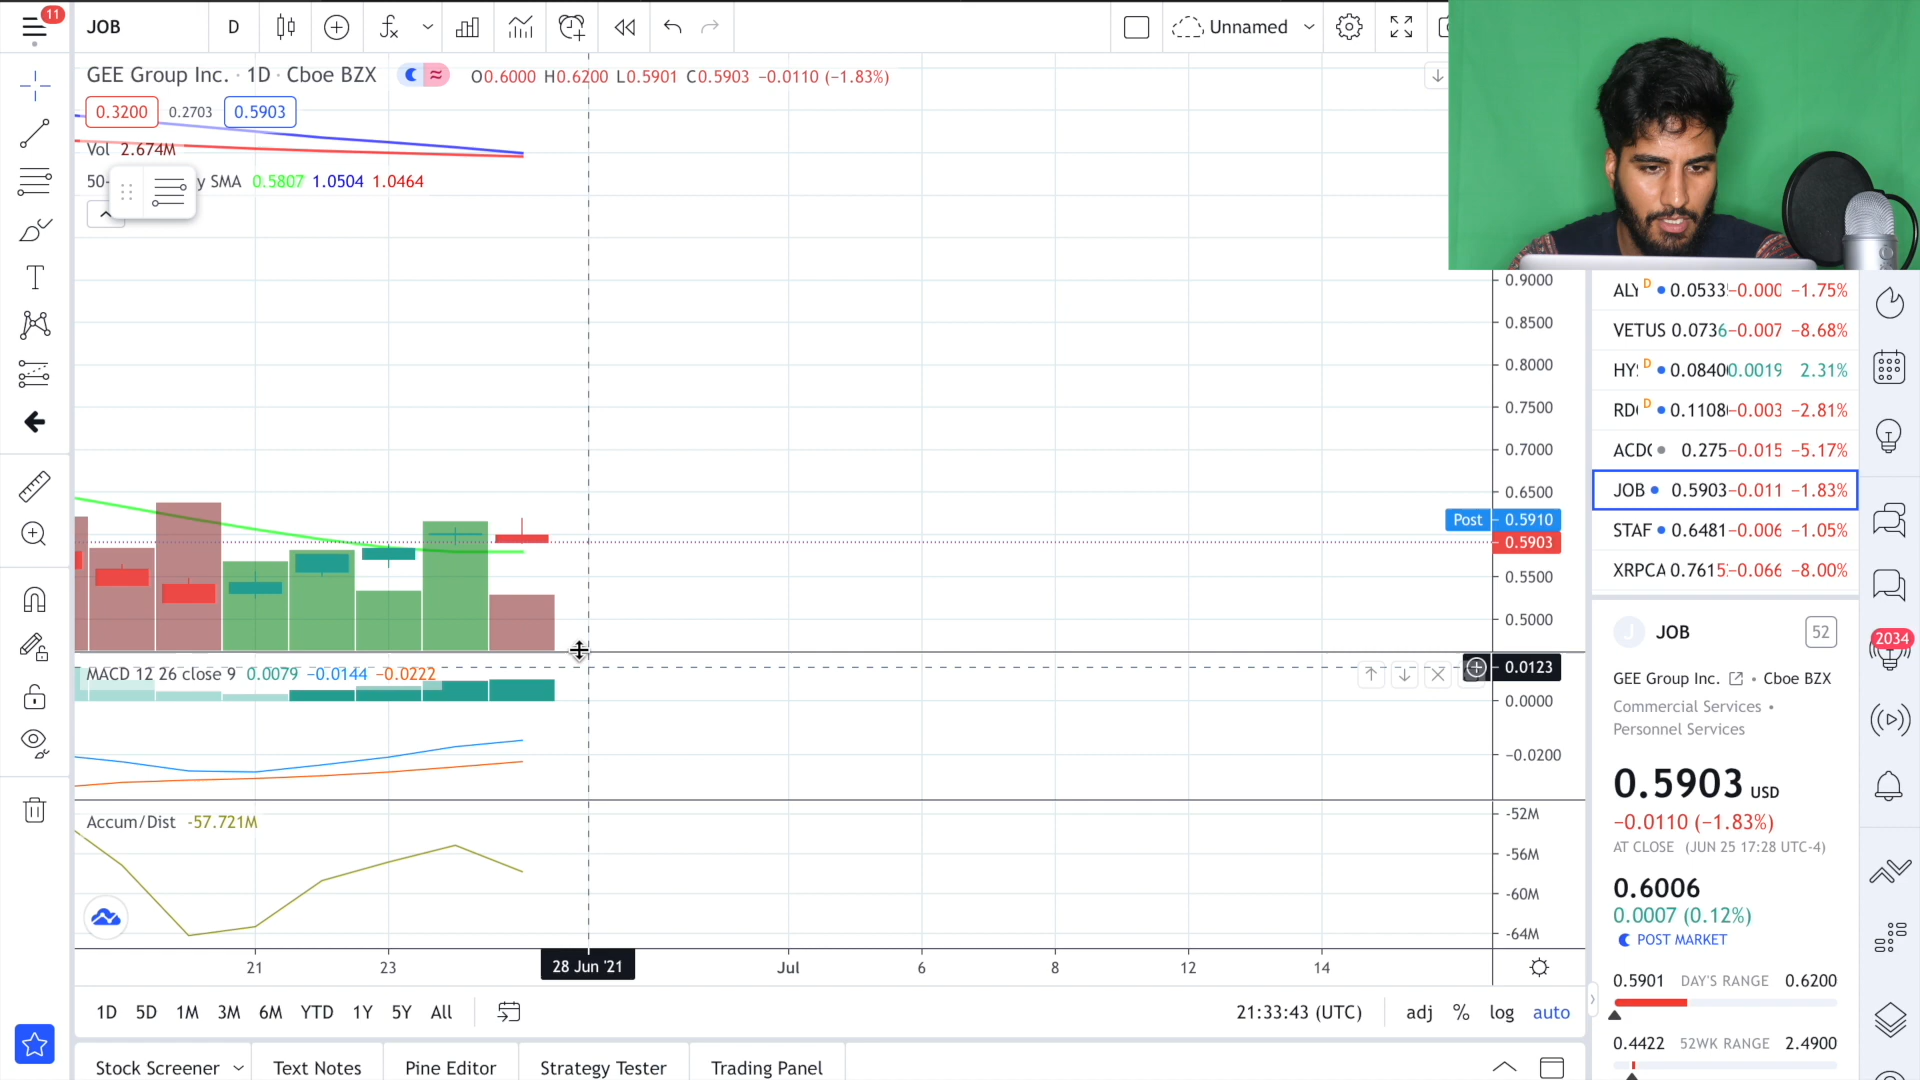 11
JOB
D
Unnamed
GEE Group Inc. · 1D · Cboe BZX
O0.6000 H0.6200 L0.5901 C0.5903 −0.0110 (−1.83%)
0.3200 0.2703 0.5903
Vol 2.674M
50- y SMA 0.5807 1.0504 1.0464
0.9000
0.8500
0.8000
0.7500
0.7000
0.6500
Post 0.5910
0.5903
0.5500
0.5000
MACD 12 26 close 9 0.0079 −0.0144 −0.0222
0.0123
0.0000
−0.0200
Accum/Dist -57.721M
-52M
-56M
-60M
-64M
21 23 28 Jun '21 Jul 6 8 12 14
1D 5D 1M 3M 6M YTD 1Y 5Y All
21:33:43 (UTC) adj % log auto
Stock Screener Text Notes Pine Editor Strategy Tester Trading Panel
ALY D 0.0533 −0.000 −1.75%
VETUS 0.0736 −0.007 −8.68%
HY D 0.0840 0.0019 2.31%
RD D 0.1108 −0.003 −2.81%
ACD 0.275 −0.015 −5.17%
JOB 0.5903 −0.011 −1.83%
STAF 0.6481 −0.006 −1.05%
XRPCA 0.7615 −0.066 −8.00%
J JOB 52
GEE Group Inc. • Cboe BZX
Commercial Services •
Personnel Services
0.5903 USD
−0.0110 (−1.83%)
AT CLOSE (JUN 25 17:28 UTC-4)
0.6006
0.0007 (0.12%)
POST MARKET
0.5901 DAY'S RANGE 0.6200
0.4422 52WK RANGE 2.4900
2034